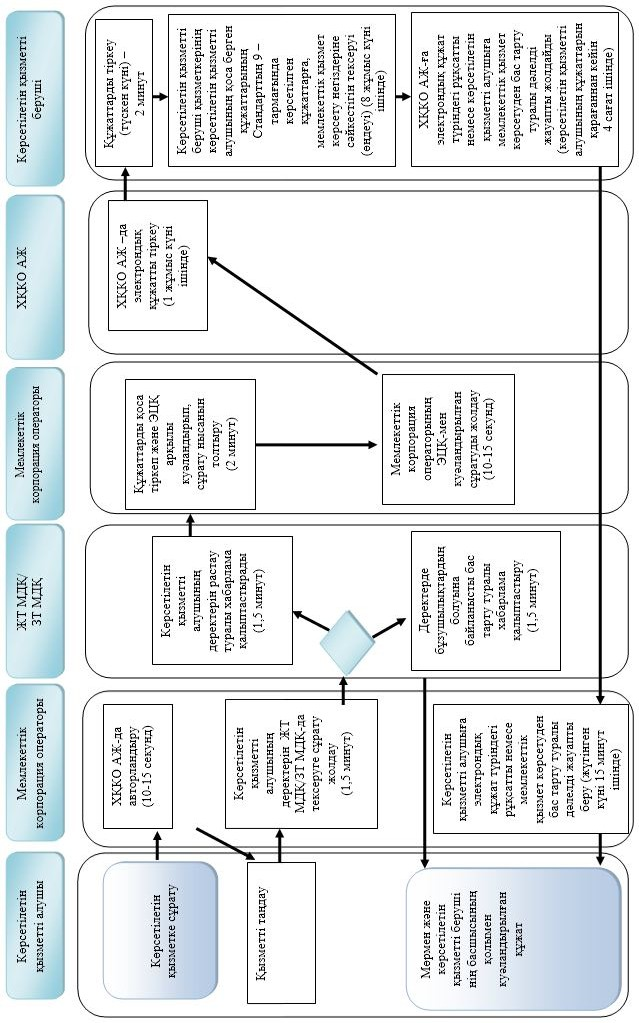 Көрсетілетін
қызметті алушы
Мемлекеттік
корпорация операторы
ЖТ МДҚ/
ЗТ МДҚ
Мемлекеттік
корпорация операторы
ХҚКО АЖ
Көрсетілетін қызметті
беруші
Көрсетілетін
қызметке сұрату
ХҚКО АЖ-да
авторландыру
(10-15 секунд)
Қызметті таңдау
Көрсетілетін
қызметті
алушының
деректерін ЖТ
МДҚ/ЗТ МДҚ-да
тексеруге сұрату
жолдау
(1,5 минут)
Көрсетілетін
қызметті
алушының
деректерін растау
туралы хабарлама
қалыптастырады
(1,5 минут)
Деректерде
бұзушылықтардың
болуына
байланысты бас
тарту туралы
хабарлама
қалыптастыру
(1,5 минут)
Құжаттарды қоса
тіркеп және ЭЦҚ
арқылы
куәландырып,
сұрату нысанын
толтыру
(2 минут)
Мемлекеттік
корпорация
операторының
ЭЦҚ-мен
куәландырылған
сұратуды жолдау
(10-15 секунд)
ХҚКО АЖ –да
электрондық
құжатты тіркеу
(1 жұмыс күні
ішінде)
Құжаттарды тіркеу
(түскен күні) –
2 минут
Көрсетілетін қызметті
беруші қызметкерінің
көрсетілетін қызметті
алушының қоса берген
құжаттарының
Стандарттың 9 –
тармағында
көрсетілген
құжаттарға,
мемлекеттік қызмет
көрсету негіздеріне
сәйкестігін тексеруі
(өңдеуі) (8 жұмыс күні
ішінде)
ХҚКО АЖ-ға
электрондық құжат
түріндегі рұқсатты
немесе көрсетілетін
қызметті алушыға
мемлекеттік қызмет
көрсетуден бас тарту
туралы дәлелді
жауапты жолдайды
(көрсетілетін қызметті
алушының құжаттарын
қарағаннан кейін
4 сағат ішінде)
Көрсетілетін
қызметті алушыға
электрондық
құжат түріндегі
рұқсатты немесе
мемлекеттік
қызмет көрсетуден
бас тарту туралы
дәлелді жауапты
беру (жүгінген
күні 15 минут
ішінде)
Мөрмен және
көрсетілетін
қызметті беруші
нің басшысының
қолымен
куәландырылған
құжат